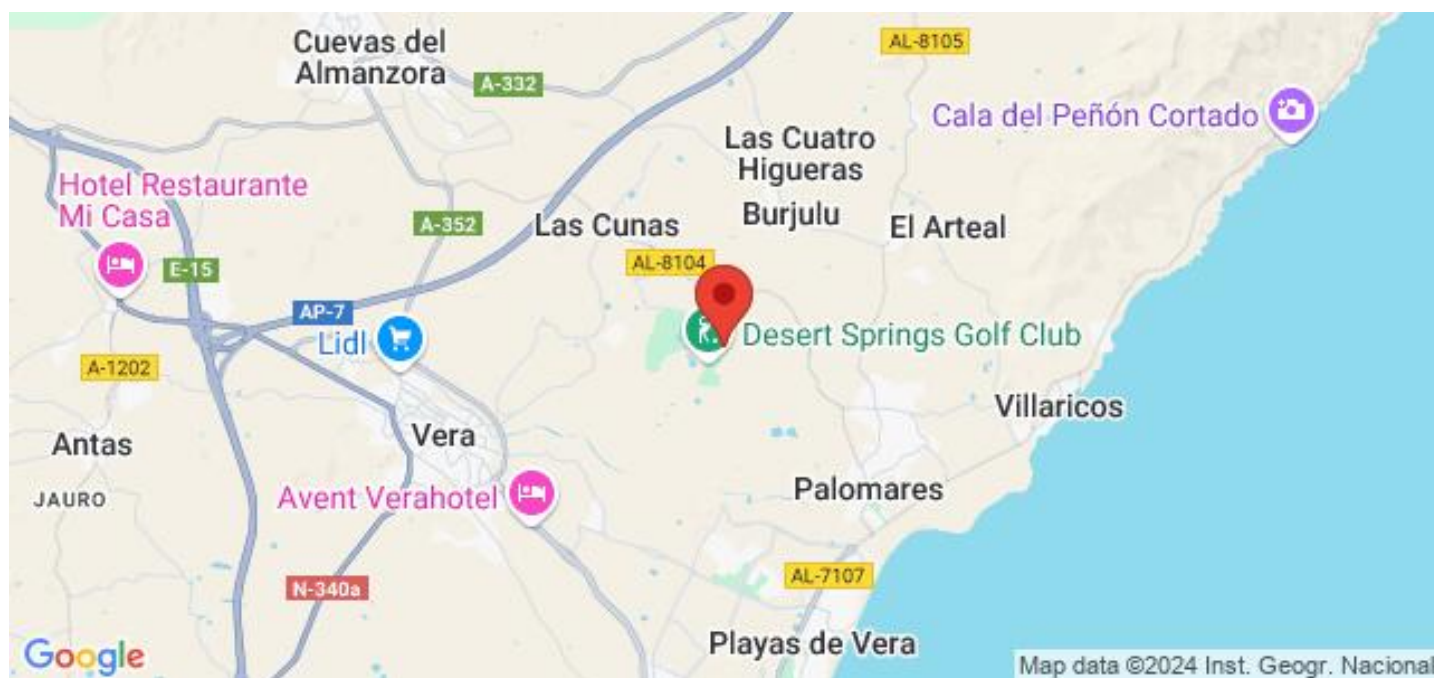 Cuevas del
Almanzora
AL-8105
A-332
Cala del Peñón Cortado
Las Cuatro
Higueras
Hotel Restaurante
Mi Casa
Burjulu
A-352
Las Cunas
El Arteal
E-15
AL-8104
AP-7
Lidl
Desert Springs Golf Club
A-1202
Villaricos
Vera
Antas
JAURO
Avent Verahotel
Palomares
AL-7107
N-340a
Playas de Vera
Google
Map data ©2024 Inst. Geogr. Nacional